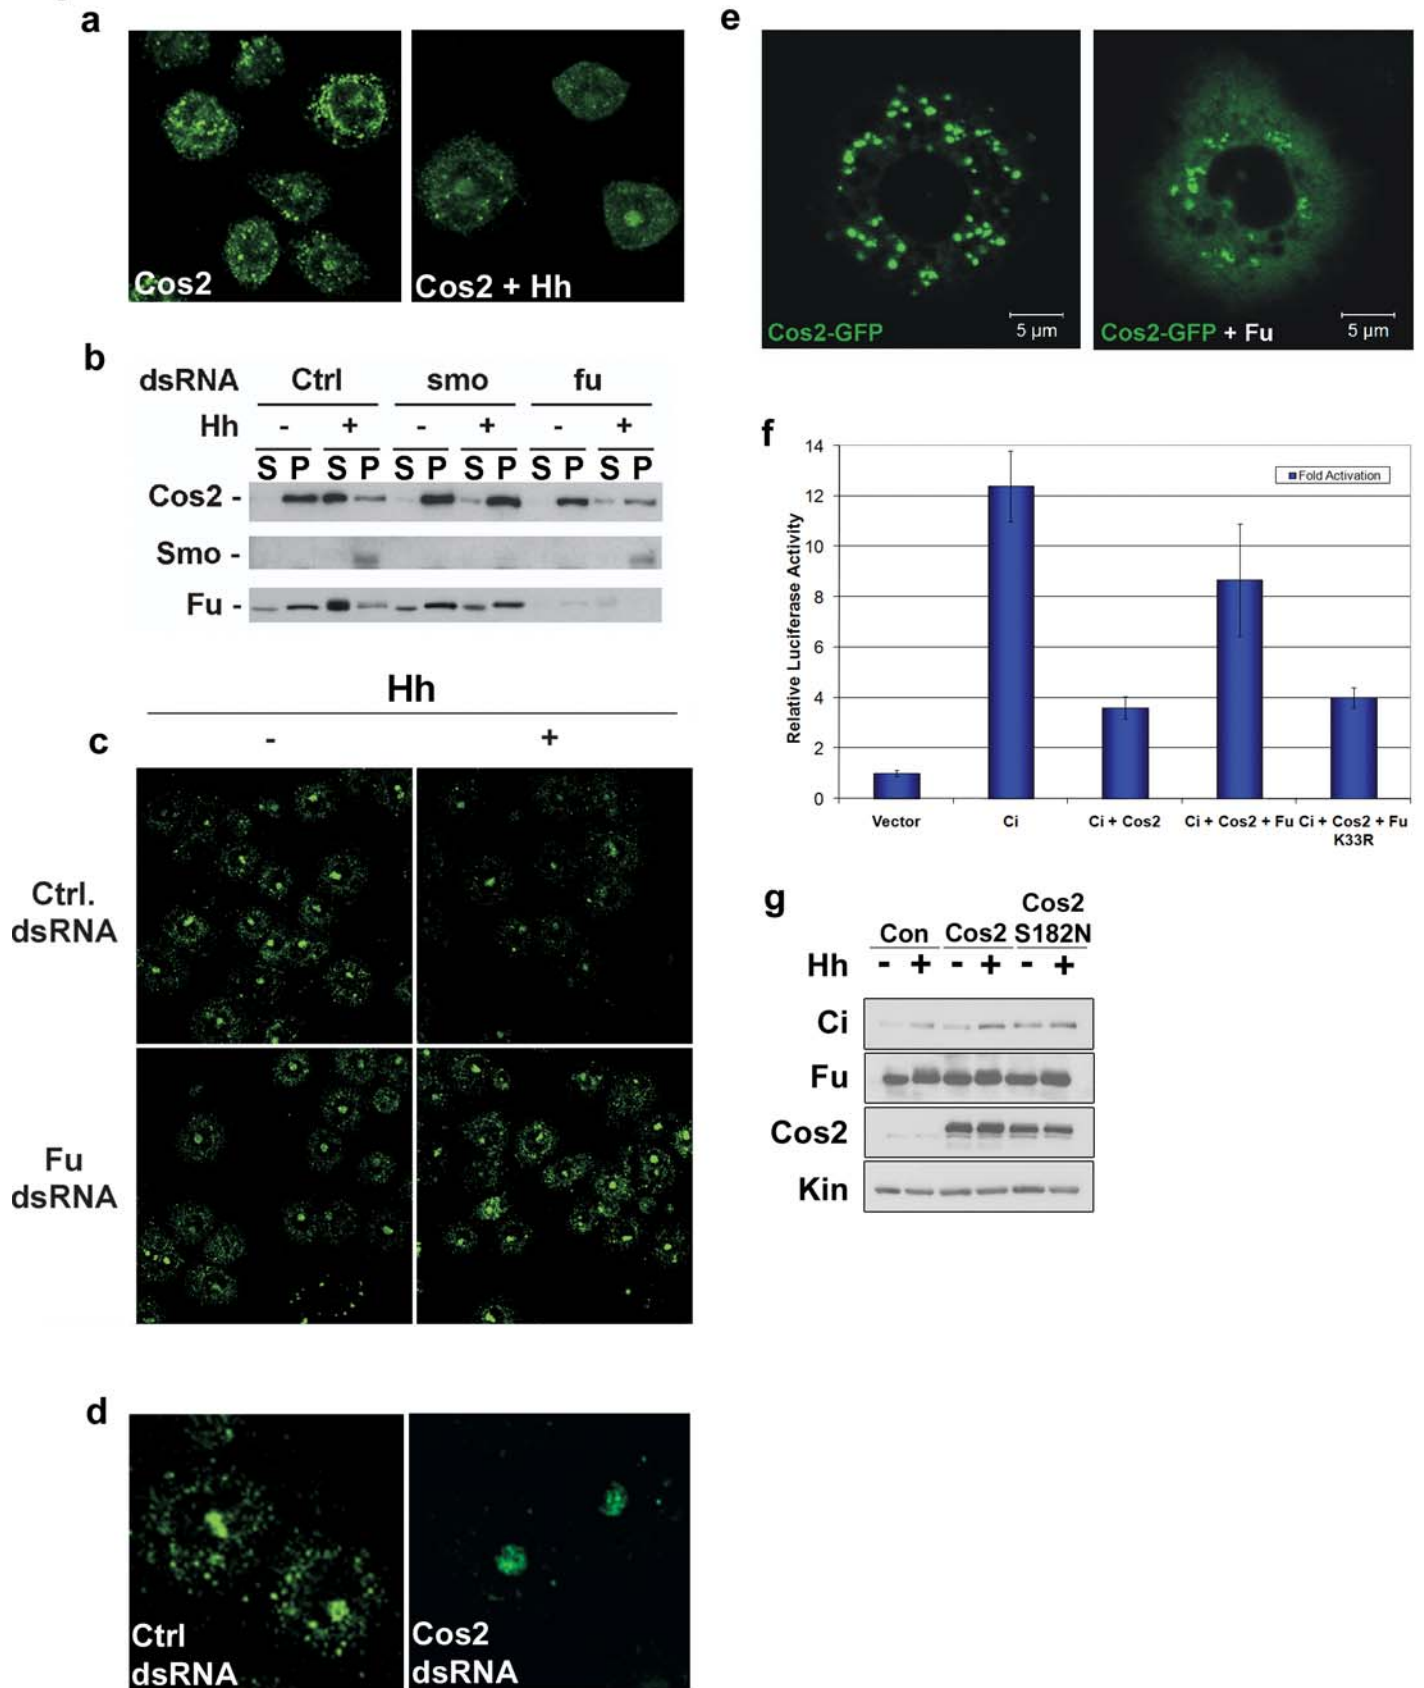 a
Cos2
Cos2 + Hh
b
dsRNA Ctrl smo fu
Hh - + - + - +
S P S P S P S P S P S P
Cos2 -
Smo -
Fu -
Hh
c - +
Ctrl.
dsRNA
Fu
dsRNA
d
Ctrl
dsRNA
Cos2
dsRNA
e
Cos2-GFP 5 µm
Cos2-GFP + Fu 5 µm
f
Relative Luciferase Activity
14
12
10
8
6
4
2
0
Fold Activation
Vector Ci Ci + Cos2 Ci + Cos2 + Fu Ci + Cos2 + Fu
K33R
g
Cos2
Con Cos2 S182N
Hh - + - + - +
Ci
Fu
Cos2
Kin